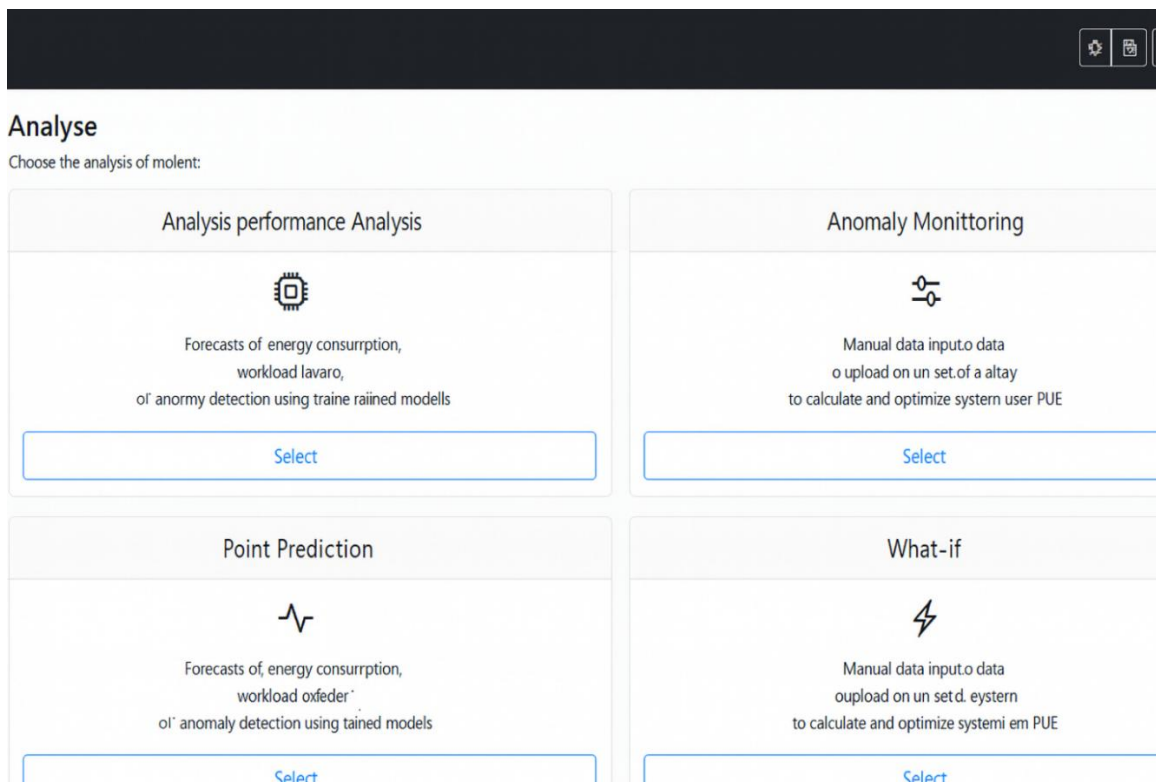 Analyse
Choose the analysis of molent:
Analysis performance Analysis
Forecasts of energy consurrption,
workload lavaro,
or anormy detection using traine raiined modells
Select
Anomaly Monittoring
Manual data input.o data
o upload on un set.of a altay
to calculate and optimize systern user PUE
Select
Point Prediction
Forecasts of, energy consurrption,
workload oxfeder
or anomaly detection using tained models
Select
What-if
Manual data input.o data
oupload on un set d. eystern
to calculate and optimize systemi em PUE
Select